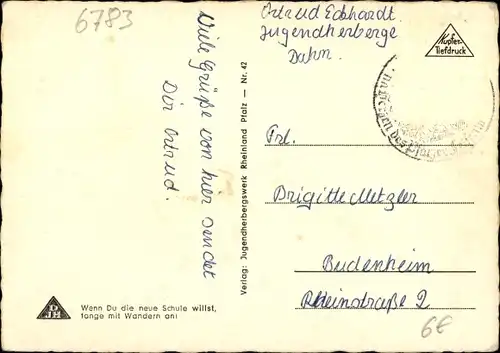 6783
Ortrud Eckhardt.
Jugendherberge
Dahn.
Kupfer-
Tiefdruck
Viele Grüße von hier sendet
Dir Ortrud.
Verlag: Jugendherbergswerk Rheinland Pfalz — Nr. 42
Frl.
Brigitte Metzler
Budenheim
Rheinstraße 2
6€
DJH
Wenn Du die neue Schule willst,
fange mit Wandern an!